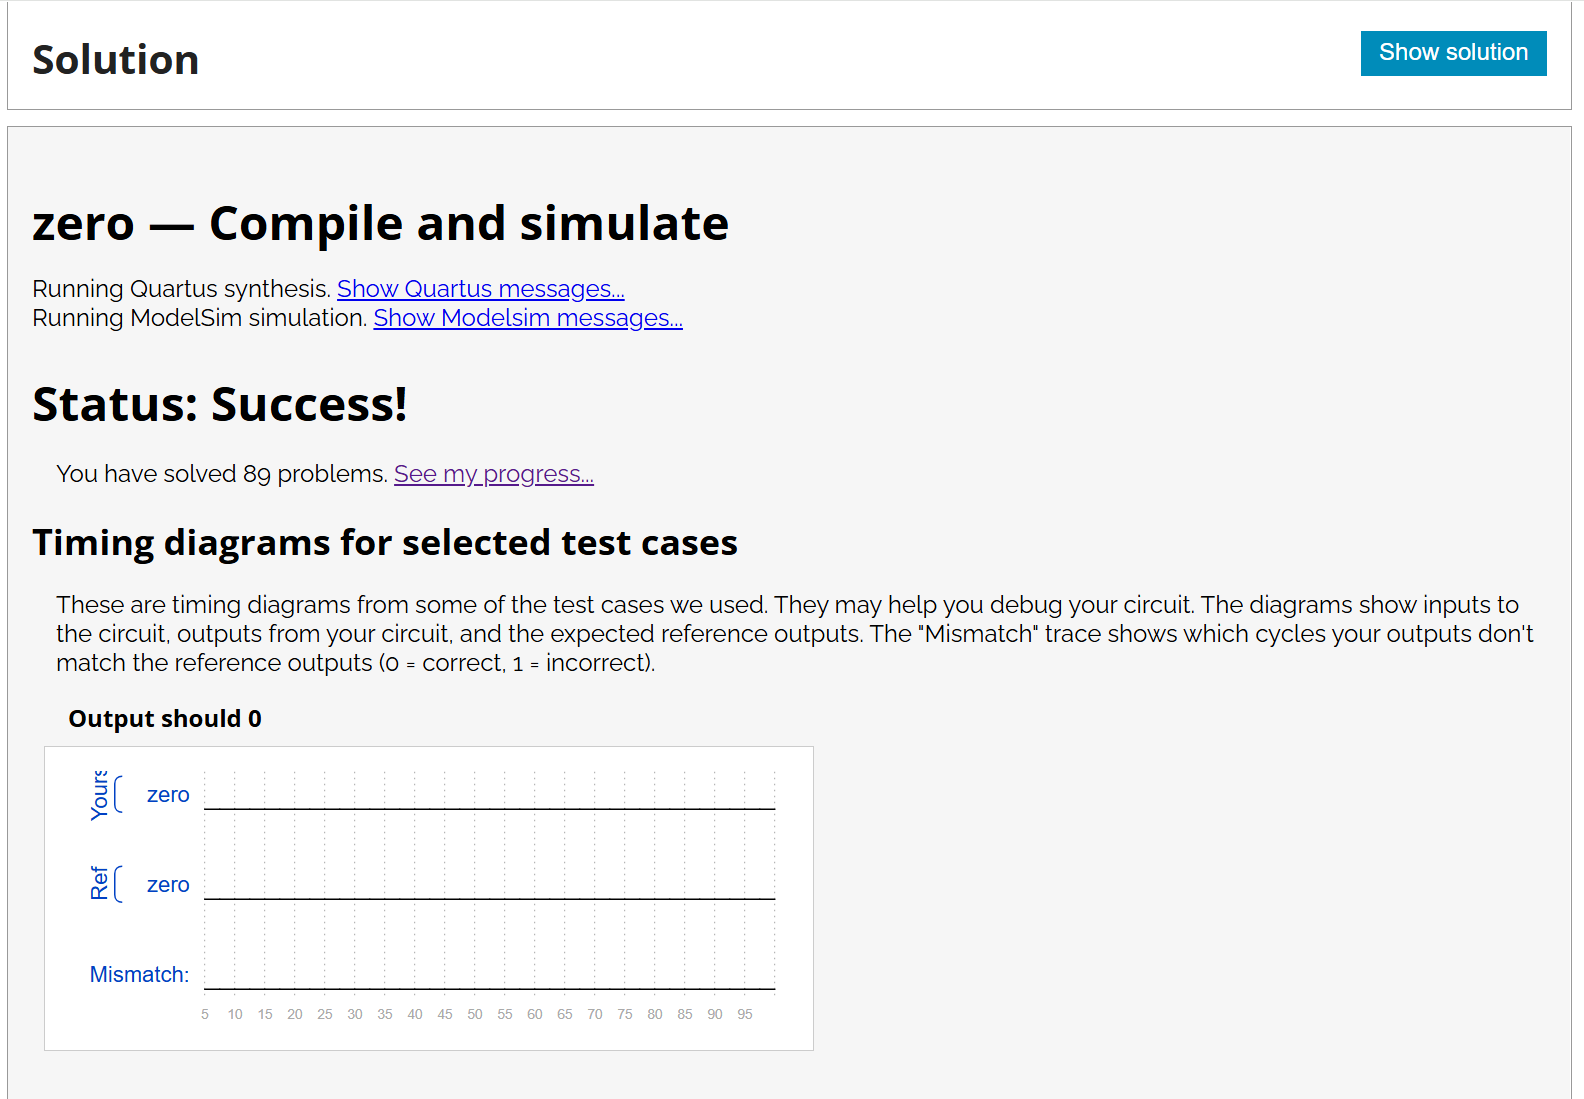 Solution
Show solution
zero — Compile and simulate
Running Quartus synthesis. Show Quartus messages...
Running ModelSim simulation. Show Modelsim messages...
Status: Success!
You have solved 89 problems. See my progress...
Timing diagrams for selected test cases
These are timing diagrams from some of the test cases we used. They may help you debug your circuit. The diagrams show inputs to
the circuit, outputs from your circuit, and the expected reference outputs. The "Mismatch" trace shows which cycles your outputs don't
match the reference outputs (0 = correct, 1 = incorrect).
Output should 0
Yours
zero
Ref
zero
Mismatch:
5 10 15 20 25 30 35 40 45 50 55 60 65 70 75 80 85 90 95